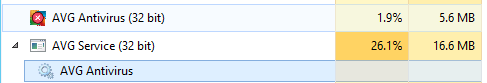 AVG Antivirus (32 bit) 1.9% 5.6 MB
AVG Service (32 bit) 26.1% 16.6 MB
AVG Antivirus